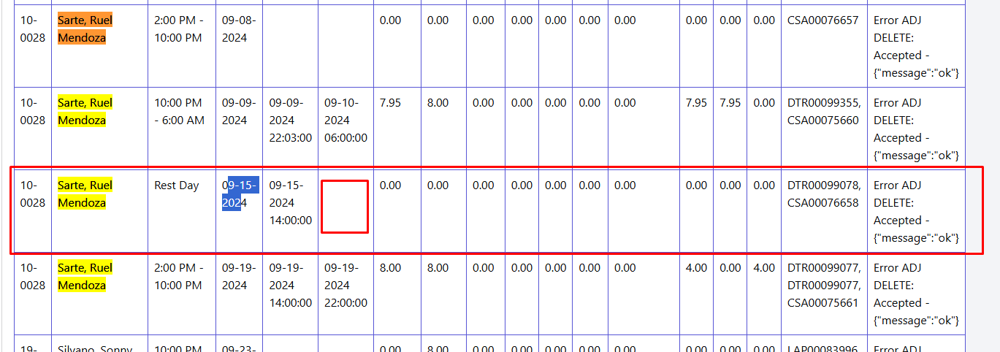 10-0028 Sarte, Ruel Mendoza 2:00 PM - 10:00 PM 09-08-2024 0.00 0.00 0.00 0.00 0.00 0.00 0.00 0.00 0.00 0.00 CSA00076657 Error ADJ DELETE: Accepted - {"message":"ok"}
10-0028 Sarte, Ruel Mendoza 10:00 PM - 6:00 AM 09-09-2024 09-09-2024 22:03:00 09-10-2024 06:00:00 7.95 8.00 0.00 0.00 0.00 0.00 0.00 7.95 7.95 0.00 DTR00099355, CSA00075660 Error ADJ DELETE: Accepted - {"message":"ok"}
10-0028 Sarte, Ruel Mendoza Rest Day 09-15-2024 09-15-2024 14:00:00 0.00 0.00 0.00 0.00 0.00 0.00 0.00 0.00 0.00 0.00 DTR00099078, CSA00076658 Error ADJ DELETE: Accepted - {"message":"ok"}
10-0028 Sarte, Ruel Mendoza 2:00 PM - 10:00 PM 09-19-2024 09-19-2024 14:00:00 09-19-2024 22:00:00 8.00 8.00 0.00 0.00 0.00 0.00 0.00 4.00 0.00 4.00 DTR00099077, DTR00099077, CSA00075661 Error ADJ DELETE: Accepted - {"message":"ok"}
19- Silvano, Sonny 10:00 PM 09-23- 0.00 8.00 0.00 0.00 0.00 0.00 0.00 0.00 0.00 0.00 LAP00083996 Error ADJ